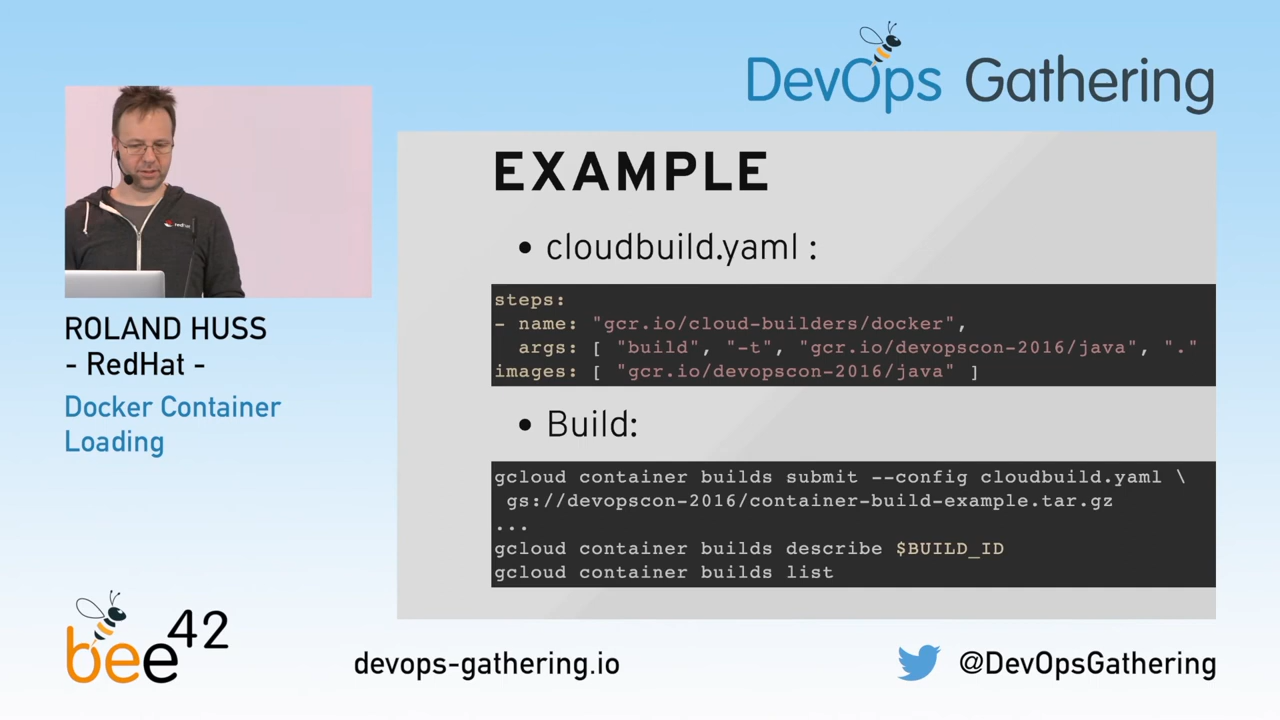 DevOps Gathering
EXAMPLE
• cloudbuild.yaml :
steps:
- name: "gcr.io/cloud-builders/docker",
args: [ "build", "-t", "gcr.io/devopscon-2016/java", "."
images: [ "gcr.io/devopscon-2016/java" ]
• Build:
gcloud container builds submit --config cloudbuild.yaml \
gs://devopscon-2016/container-build-example.tar.gz
...
gcloud container builds describe $BUILD_ID
gcloud container builds list
redhat
ROLAND HUSS
- RedHat -
Docker Container
Loading
bee42
devops-gathering.io
@DevOpsGathering